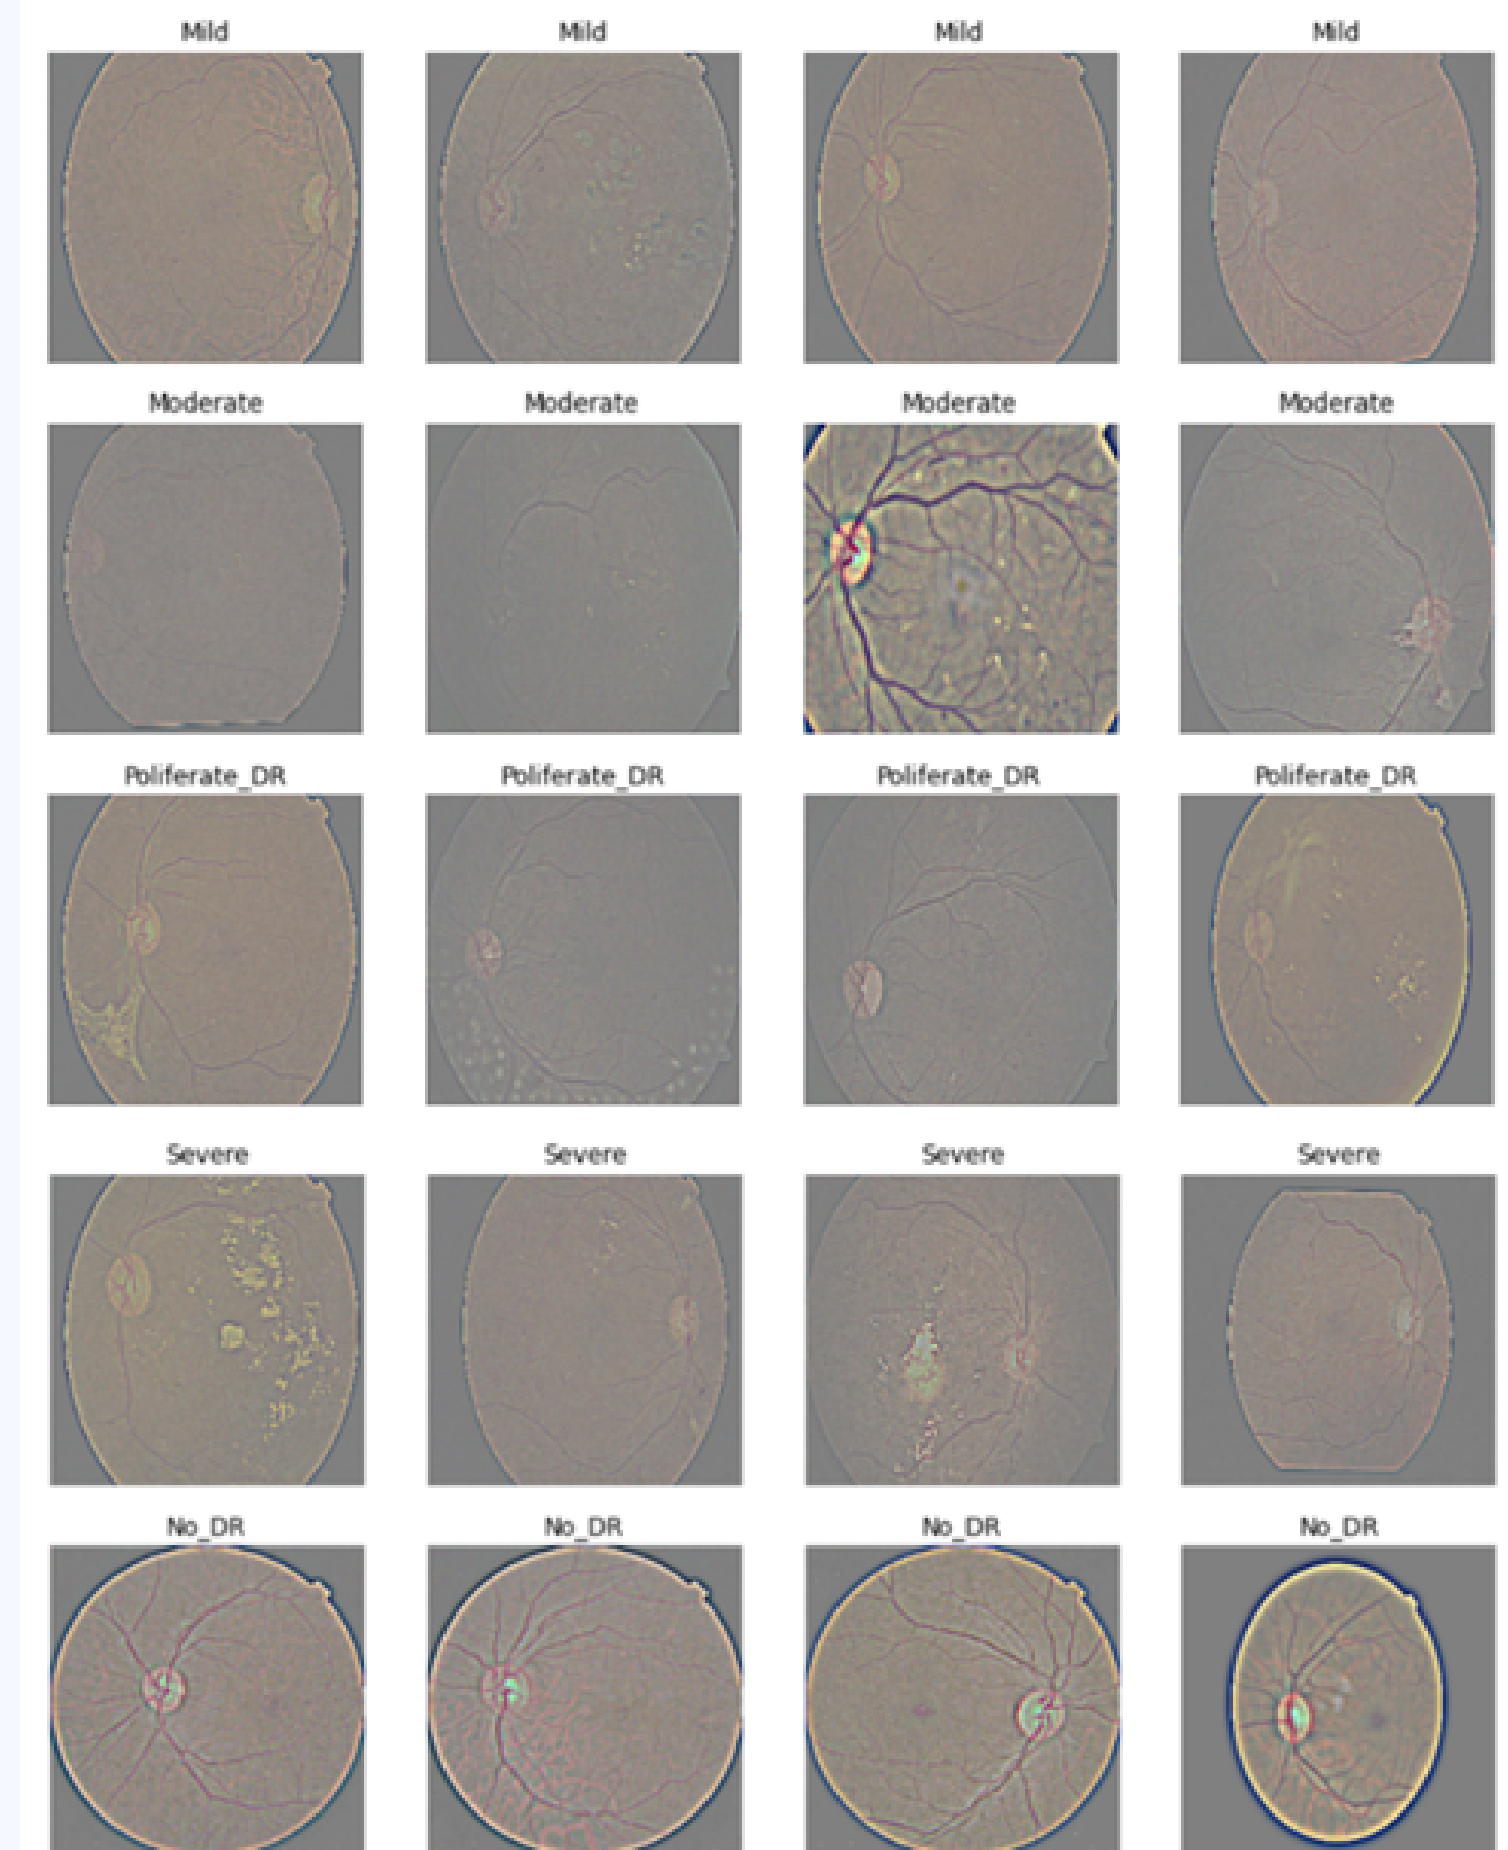 Mild Mild Mild Mild
Moderate Moderate Moderate Moderate
Poliferate_DR Poliferate_DR Poliferate_DR Poliferate_DR
Severe Severe Severe Severe
No_DR No_DR No_DR No_DR